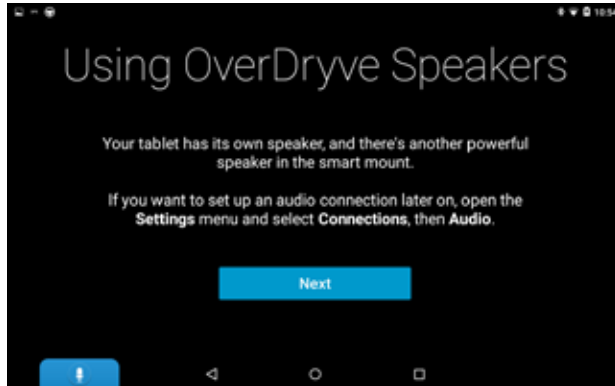 10:54
Using OverDryve Speakers
Your tablet has its own speaker, and there's another powerful
speaker in the smart mount.
If you want to set up an audio connection later on, open the
Settings menu and select Connections, then Audio.
Next